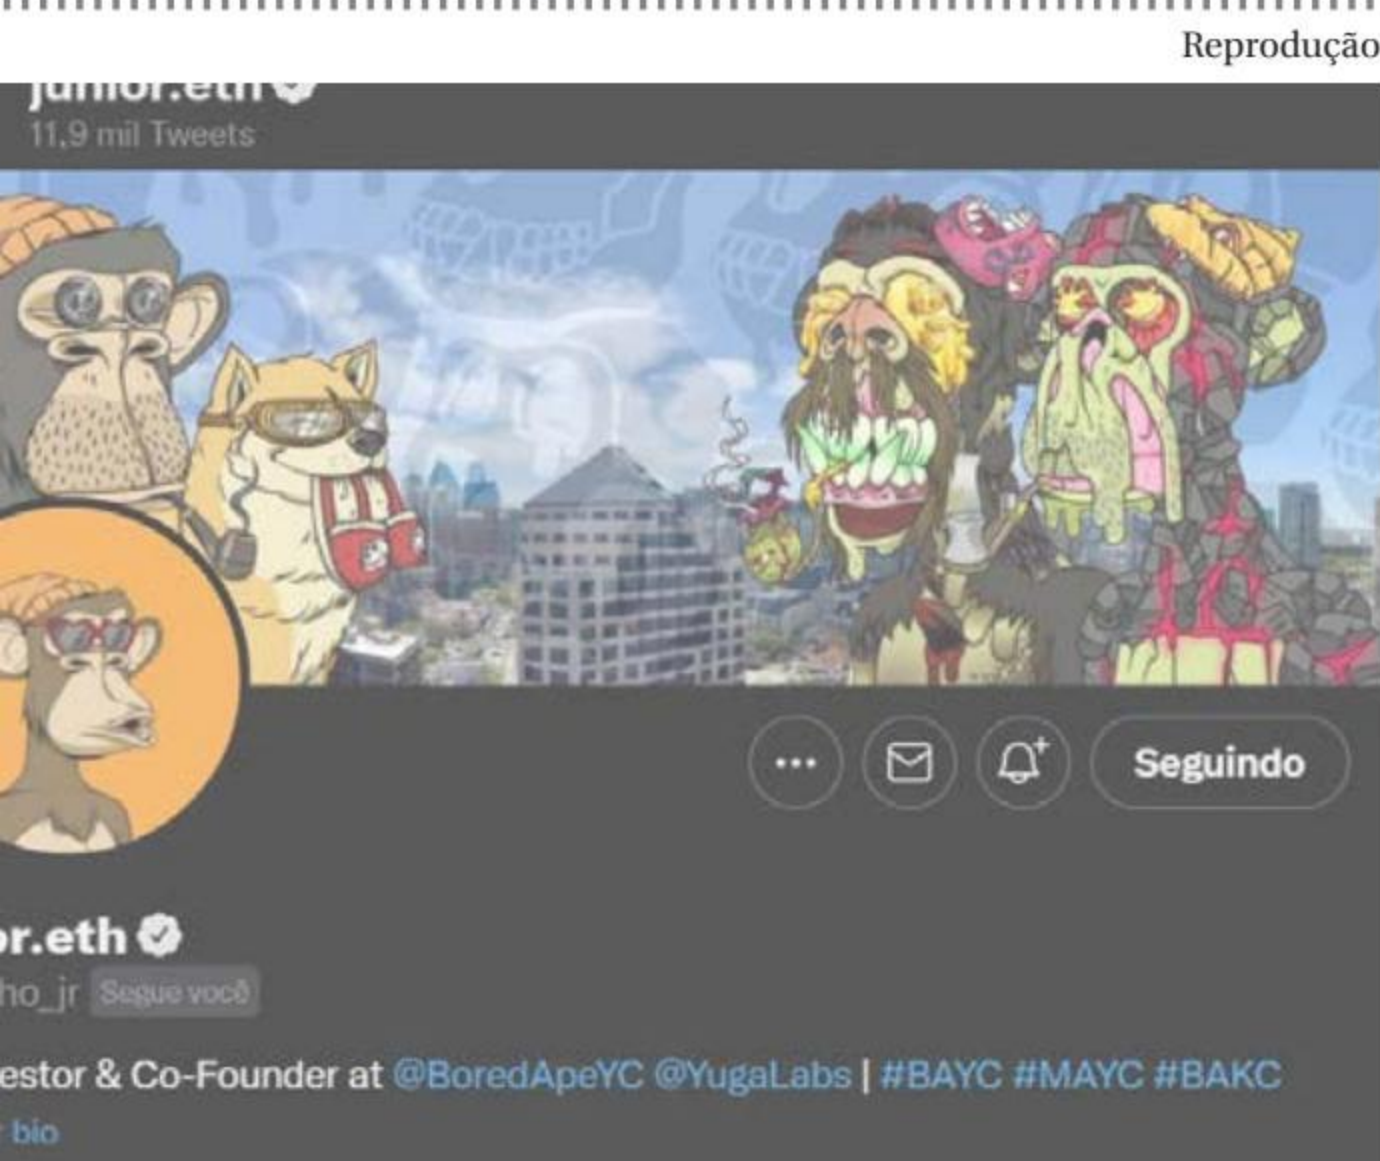 Reprodução
junior.eth
11,9 mil Tweets
Seguindo
or.eth
ho_jr Segue você
estor & Co-Founder at @BoredApeYC @YugaLabs | #BAYC #MAYC #BAKC
r bio